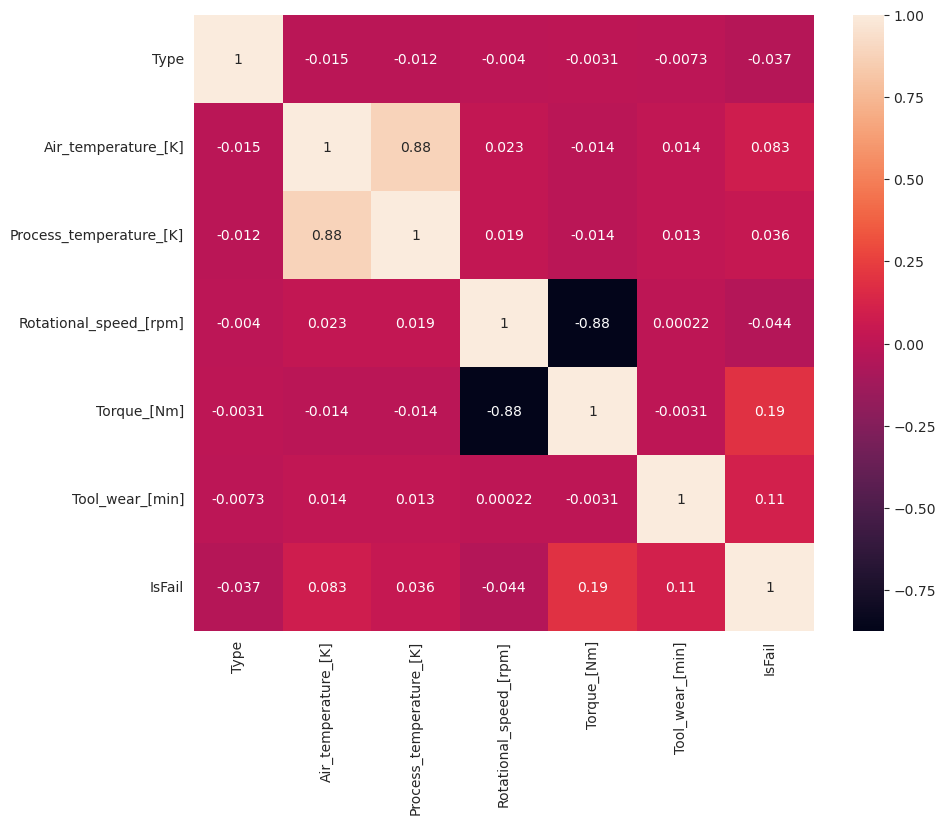 Type 1 -0.015 -0.012 -0.004 -0.0031 -0.0073 -0.037
Air_temperature_[K] -0.015 1 0.88 0.023 -0.014 0.014 0.083
Process_temperature_[K] -0.012 0.88 1 0.019 -0.014 0.013 0.036
Rotational_speed_[rpm] -0.004 0.023 0.019 1 -0.88 0.00022 -0.044
Torque_[Nm] -0.0031 -0.014 -0.014 -0.88 1 -0.0031 0.19
Tool_wear_[min] -0.0073 0.014 0.013 0.00022 -0.0031 1 0.11
IsFail -0.037 0.083 0.036 -0.044 0.19 0.11 1
Type
Air_temperature_[K]
Process_temperature_[K]
Rotational_speed_[rpm]
Torque_[Nm]
Tool_wear_[min]
IsFail
1.00
0.75
0.50
0.25
0.00
−0.25
−0.50
−0.75